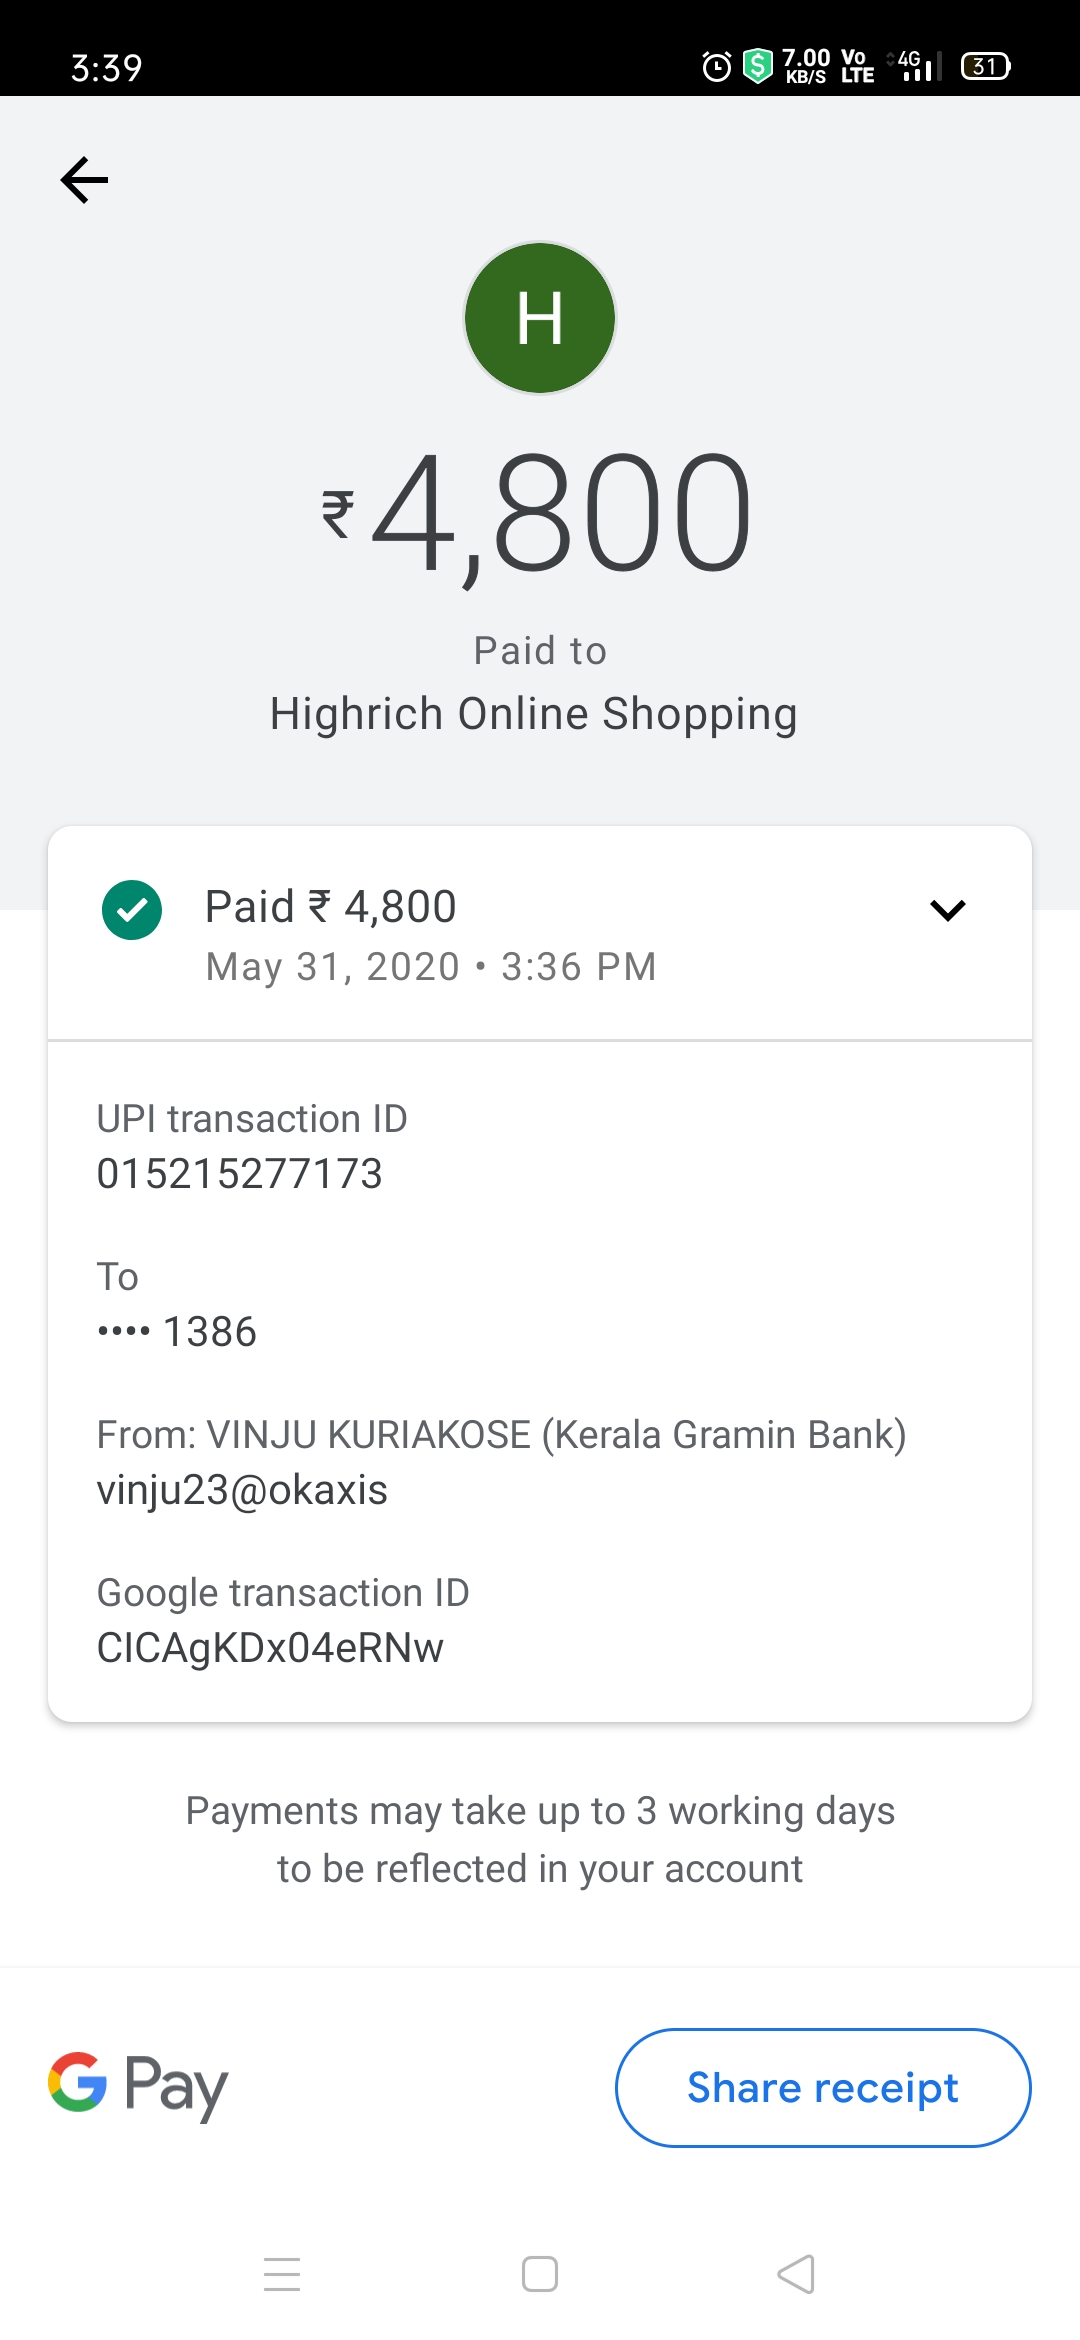 3:39
7.00 KB/S Vo LTE 4G 31
H
₹4,800
Paid to
Highrich Online Shopping
Paid ₹ 4,800
May 31, 2020 • 3:36 PM
UPI transaction ID
015215277173
To
•••• 1386
From: VINJU KURIAKOSE (Kerala Gramin Bank)
vinju23@okaxis
Google transaction ID
CICAgKDx04eRNw
Payments may take up to 3 working days
to be reflected in your account
G Pay
Share receipt